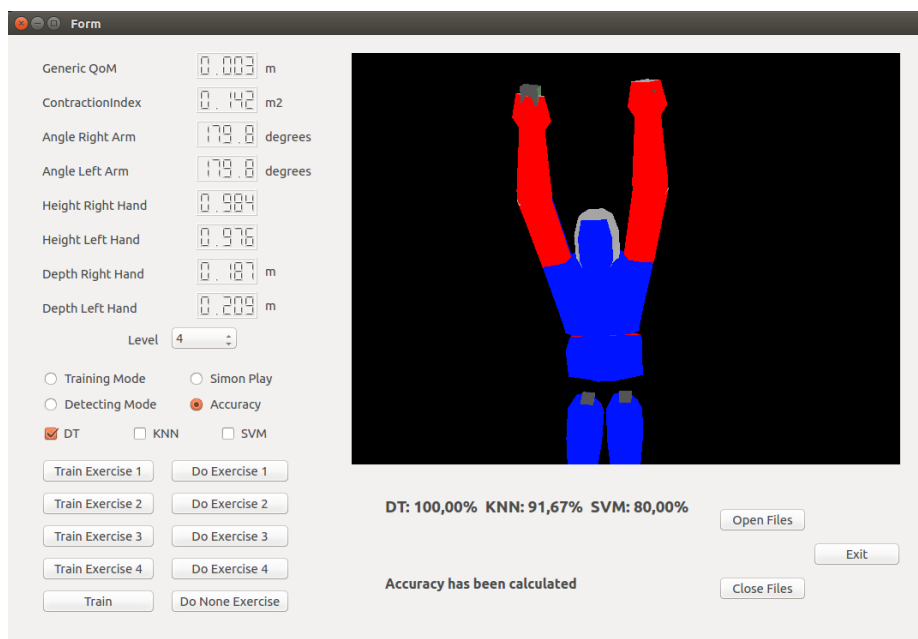 Form
Generic QoM 0.003 m
ContractionIndex 0.142 m2
Angle Right Arm 179.8 degrees
Angle Left Arm 179.8 degrees
Height Right Hand 0.984
Height Left Hand 0.976
Depth Right Hand 0.187 m
Depth Left Hand 0.209 m
Level 4
Training Mode Simon Play
Detecting Mode Accuracy
DT KNN SVM
Train Exercise 1 Do Exercise 1
Train Exercise 2 Do Exercise 2
Train Exercise 3 Do Exercise 3
Train Exercise 4 Do Exercise 4
Train Do None Exercise
DT: 100,00% KNN: 91,67% SVM: 80,00%
Open Files
Exit
Accuracy has been calculated
Close Files